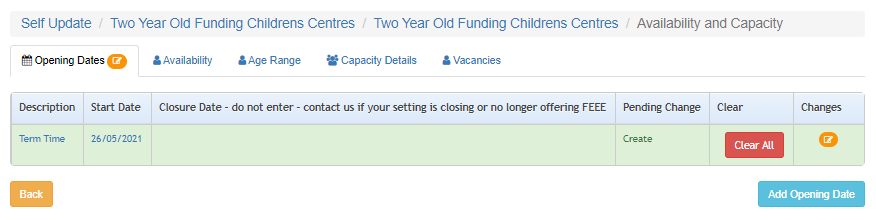 Self Update / Two Year Old Funding Childrens Centres / Two Year Old Funding Childrens Centres / Availability and Capacity
Opening Dates Availability Age Range Capacity Details Vacancies
Description Start Date Closure Date - do not enter - contact us if your setting is closing or no longer offering FEEE Pending Change Clear Changes
Term Time 26/05/2021 Create Clear All
Back Add Opening Date